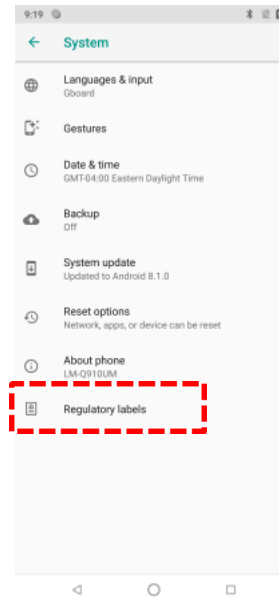 9:19
System
Languages & input
Gboard
Gestures
Date & time
GMT-04:00 Eastern Daylight Time
Backup
Off
System update
Updated to Android 8.1.0
Reset options
Network, apps, or device can be reset
About phone
LM-Q910UM
Regulatory labels